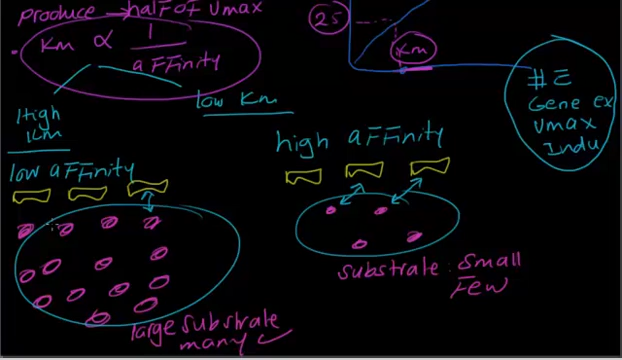 produce → half of Vmax
Km ∝ 1
affinity
25
Km
High
Km
low Km
low affinity
high affinity
# E
Gene ex
Vmax
Indu
substrate : small
Few
large substrate
many